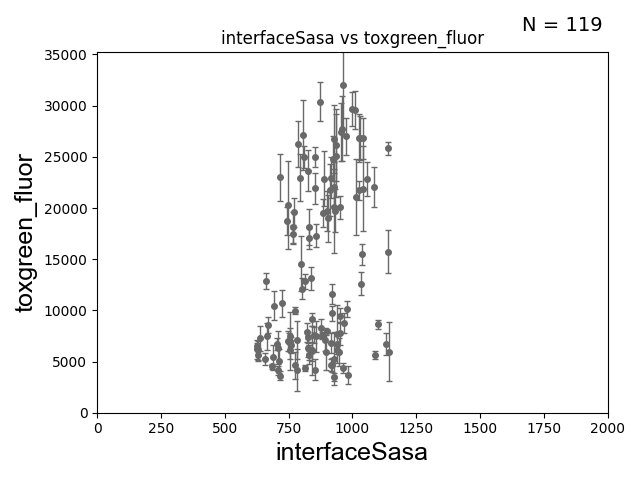 N = 119
interfaceSasa vs toxgreen_fluor
35000
30000
25000
20000
15000
10000
5000
0
toxgreen_fluor
0 250 500 750 1000 1250 1500 1750 2000
interfaceSasa